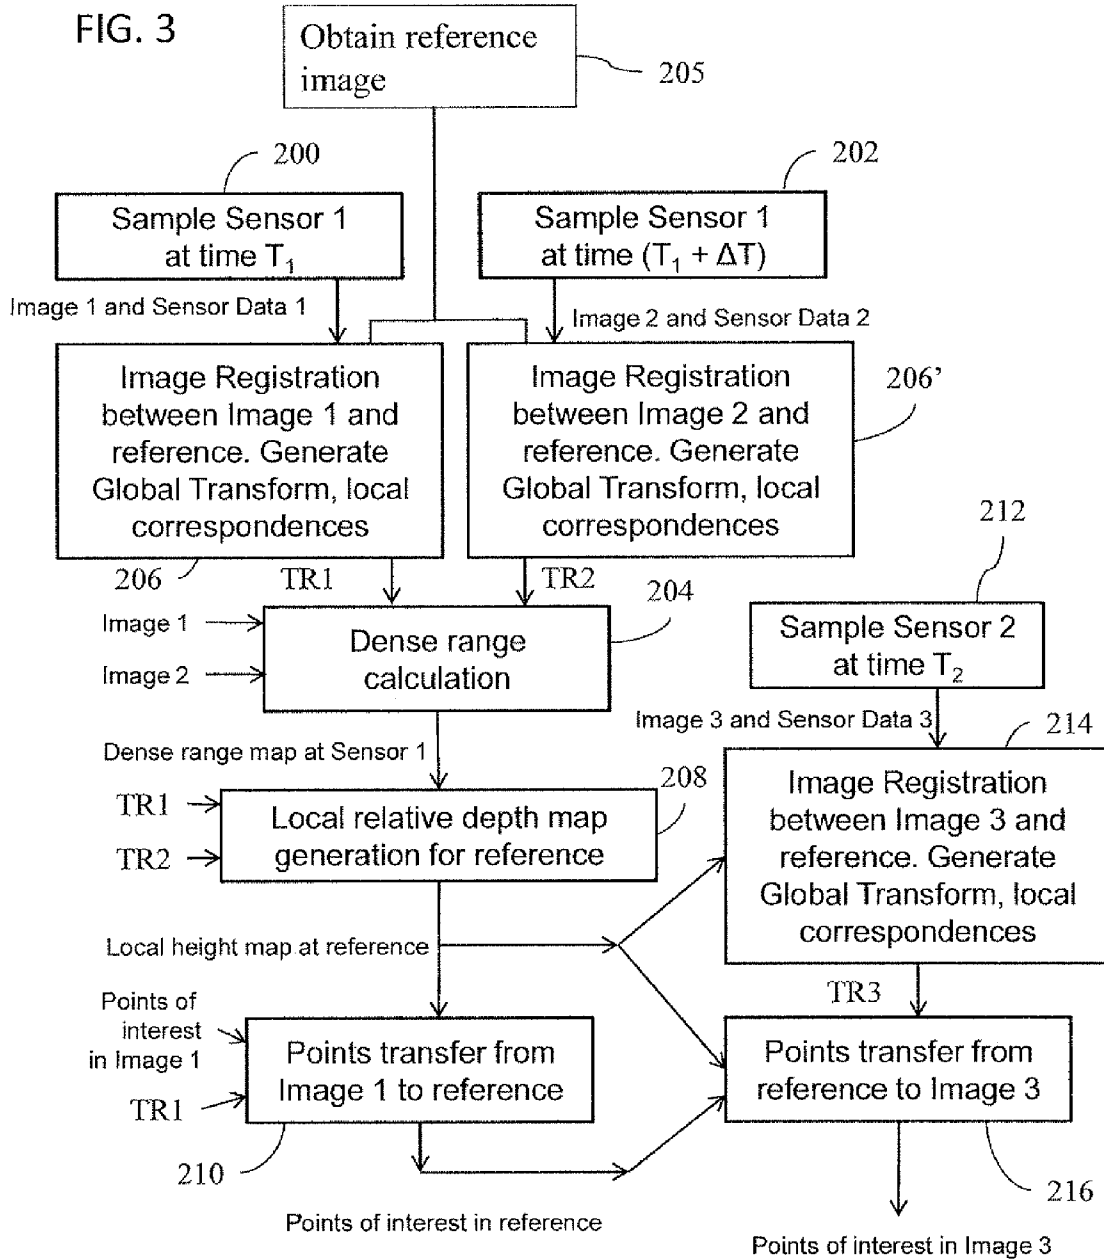 FIG. 3
Obtain reference
image
205
200
202
Sample Sensor 1
at time T₁
Sample Sensor 1
at time (T₁ + ΔT)
Image 1 and Sensor Data 1
Image 2 and Sensor Data 2
Image Registration
between Image 1 and
reference. Generate
Global Transform, local
correspondences
Image Registration
between Image 2 and
reference. Generate
Global Transform, local
correspondences
206’
206
TR1
TR2
204
212
Image 1
Image 2
Dense range
calculation
Sample Sensor 2
at time T₂
Image 3 and Sensor Data 3
214
Dense range map at Sensor 1
208
TR1
TR2
Local relative depth map
generation for reference
Image Registration
between Image 3 and
reference. Generate
Global Transform, local
correspondences
Local height map at reference
TR3
Points of
interest
in Image 1
TR1
Points transfer from
Image 1 to reference
Points transfer from
reference to Image 3
210
216
Points of interest in reference
Points of interest in Image 3